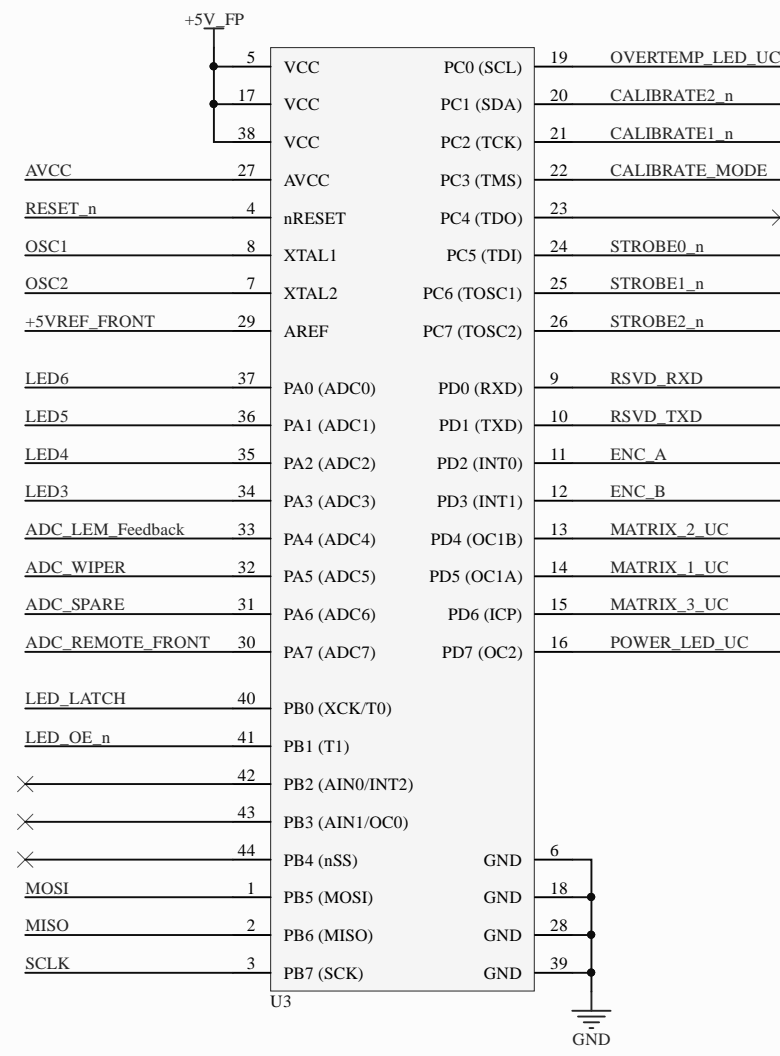 +5V_FP
5 VCC PC0 (SCL) 19 OVERTEMP_LED_UC
17 VCC PC1 (SDA) 20 CALIBRATE2_n
38 VCC PC2 (TCK) 21 CALIBRATE1_n
AVCC 27 AVCC PC3 (TMS) 22 CALIBRATE_MODE
RESET_n 4 nRESET PC4 (TDO) 23
OSC1 8 XTAL1 PC5 (TDI) 24 STROBE0_n
OSC2 7 XTAL2 PC6 (TOSC1) 25 STROBE1_n
+5VREF_FRONT 29 AREF PC7 (TOSC2) 26 STROBE2_n
LED6 37 PA0 (ADC0) PD0 (RXD) 9 RSVD_RXD
LED5 36 PA1 (ADC1) PD1 (TXD) 10 RSVD_TXD
LED4 35 PA2 (ADC2) PD2 (INT0) 11 ENC_A
LED3 34 PA3 (ADC3) PD3 (INT1) 12 ENC_B
ADC_LEM_Feedback 33 PA4 (ADC4) PD4 (OC1B) 13 MATRIX_2_UC
ADC_WIPER 32 PA5 (ADC5) PD5 (OC1A) 14 MATRIX_1_UC
ADC_SPARE 31 PA6 (ADC6) PD6 (ICP) 15 MATRIX_3_UC
ADC_REMOTE_FRONT 30 PA7 (ADC7) PD7 (OC2) 16 POWER_LED_UC
LED_LATCH 40 PB0 (XCK/T0)
LED_OE_n 41 PB1 (T1)
42 PB2 (AIN0/INT2)
43 PB3 (AIN1/OC0)
44 PB4 (nSS) GND 6
MOSI 1 PB5 (MOSI) GND 18
MISO 2 PB6 (MISO) GND 28
SCLK 3 PB7 (SCK) GND 39
U3
GND